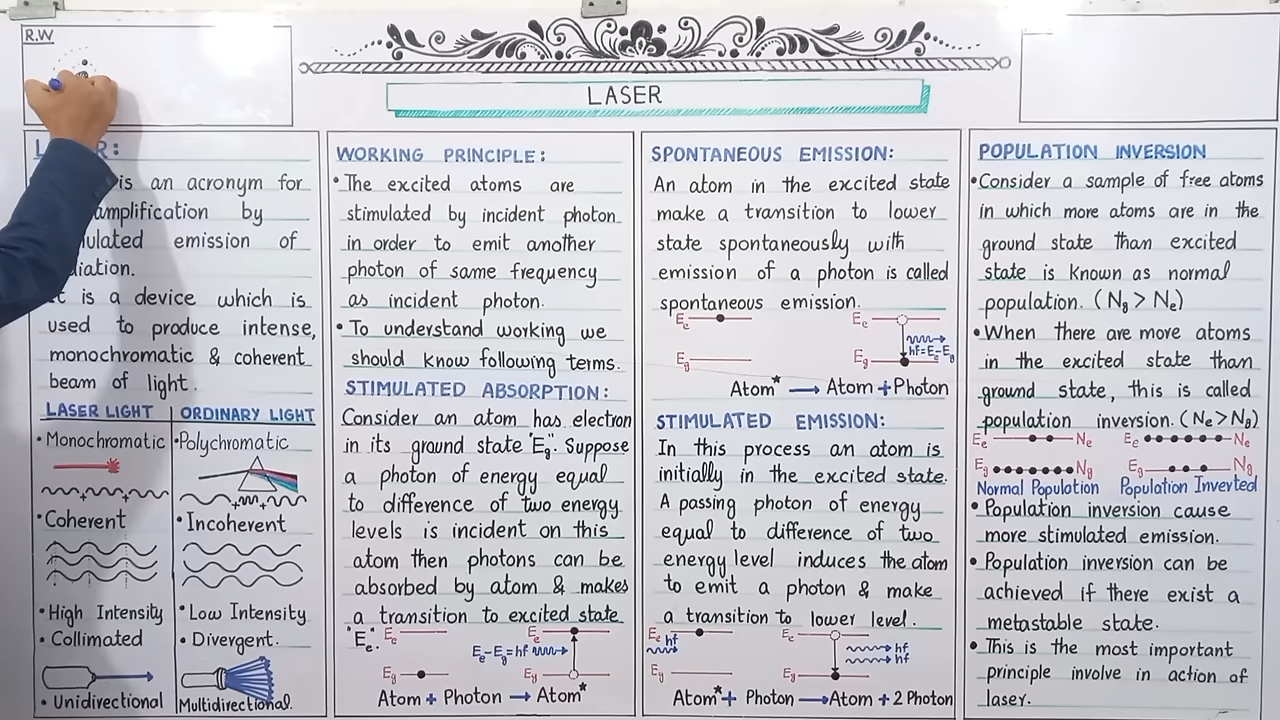 R.W
LASER
is an acronym for
amplification by
emission of
It is a device which is
used to produce intense,
monochromatic & coherent
beam of light.
LASER LIGHT
• Monochromatic
• Coherent
• High Intensity
• Collimated
• Unidirectional
ORDINARY LIGHT
• Polychromatic
• Incoherent
• Low Intensity
• Divergent.
Multidirectional.
WORKING PRINCIPLE:
• The excited atoms are
stimulated by incident photon
in order to emit another
photon of same frequency
as incident photon.
• To understand working we
should know following terms.
STIMULATED ABSORPTION:
Consider an atom has electron
in its ground state "Eg". Suppose
a photon of energy equal
to difference of two energy
levels is incident on this
atom then photons can be
absorbed by atom & makes
a transition to excited state
"Ee".
Ee
Eg
Ee
Ee-Eg=hf
Eg
Atom + Photon → Atom*
SPONTANEOUS EMISSION:
An atom in the excited state
make a transition to lower
state spontaneously with
emission of a photon is called
spontaneous emission.
Ee
Eg
Ee
hf=Ee-Eg
Eg
Atom* → Atom + Photon
STIMULATED EMISSION:
In this process an atom is
initially in the excited state.
A passing photon of energy
equal to difference of two
energy level induces the atom
to emit a photon & make
a transition to lower level.
Ee hf
Eg
Ee
hf
hf
Eg
Atom* + Photon → Atom + 2 Photon
POPULATION INVERSION
• Consider a sample of free atoms
in which more atoms are in the
ground state than excited
state is known as normal
population. (Ng > Ne)
• When there are more atoms
in the excited state than
ground state, this is called
population inversion. (Ne > Ng)
Ee Ne
Eg Ng
Normal Population
Ee Ne
Eg Ng
Population Inverted
• Population inversion cause
more stimulated emission.
• Population inversion can be
achieved if there exist a
metastable state.
• This is the most important
principle involve in action of
laser.